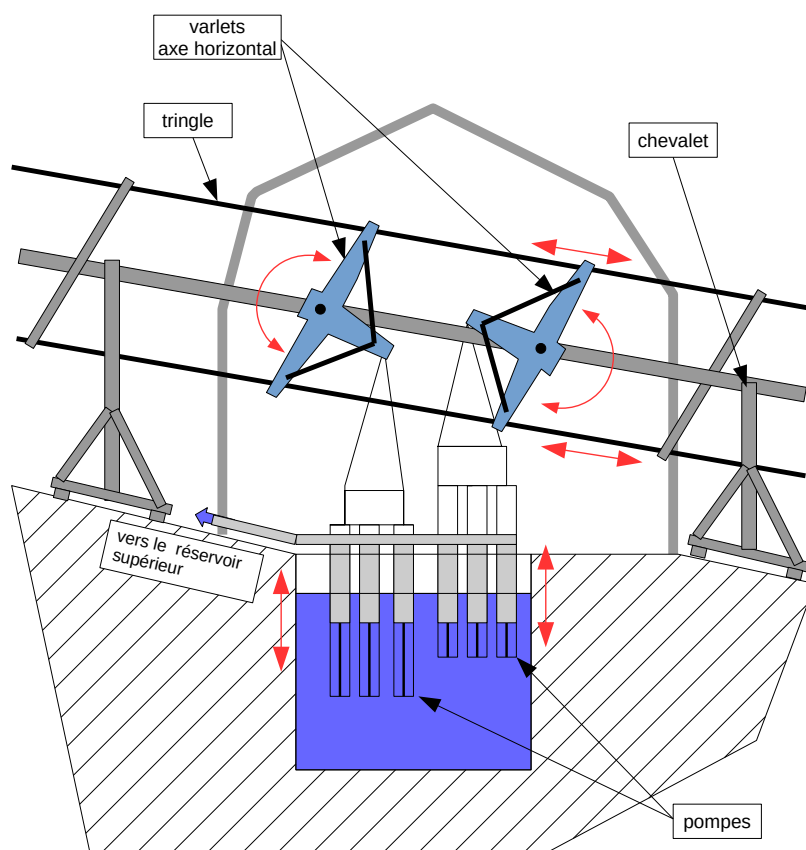 varlets
axe horizontal
tringle
chevalet
vers le réservoir
supérieur
pompes